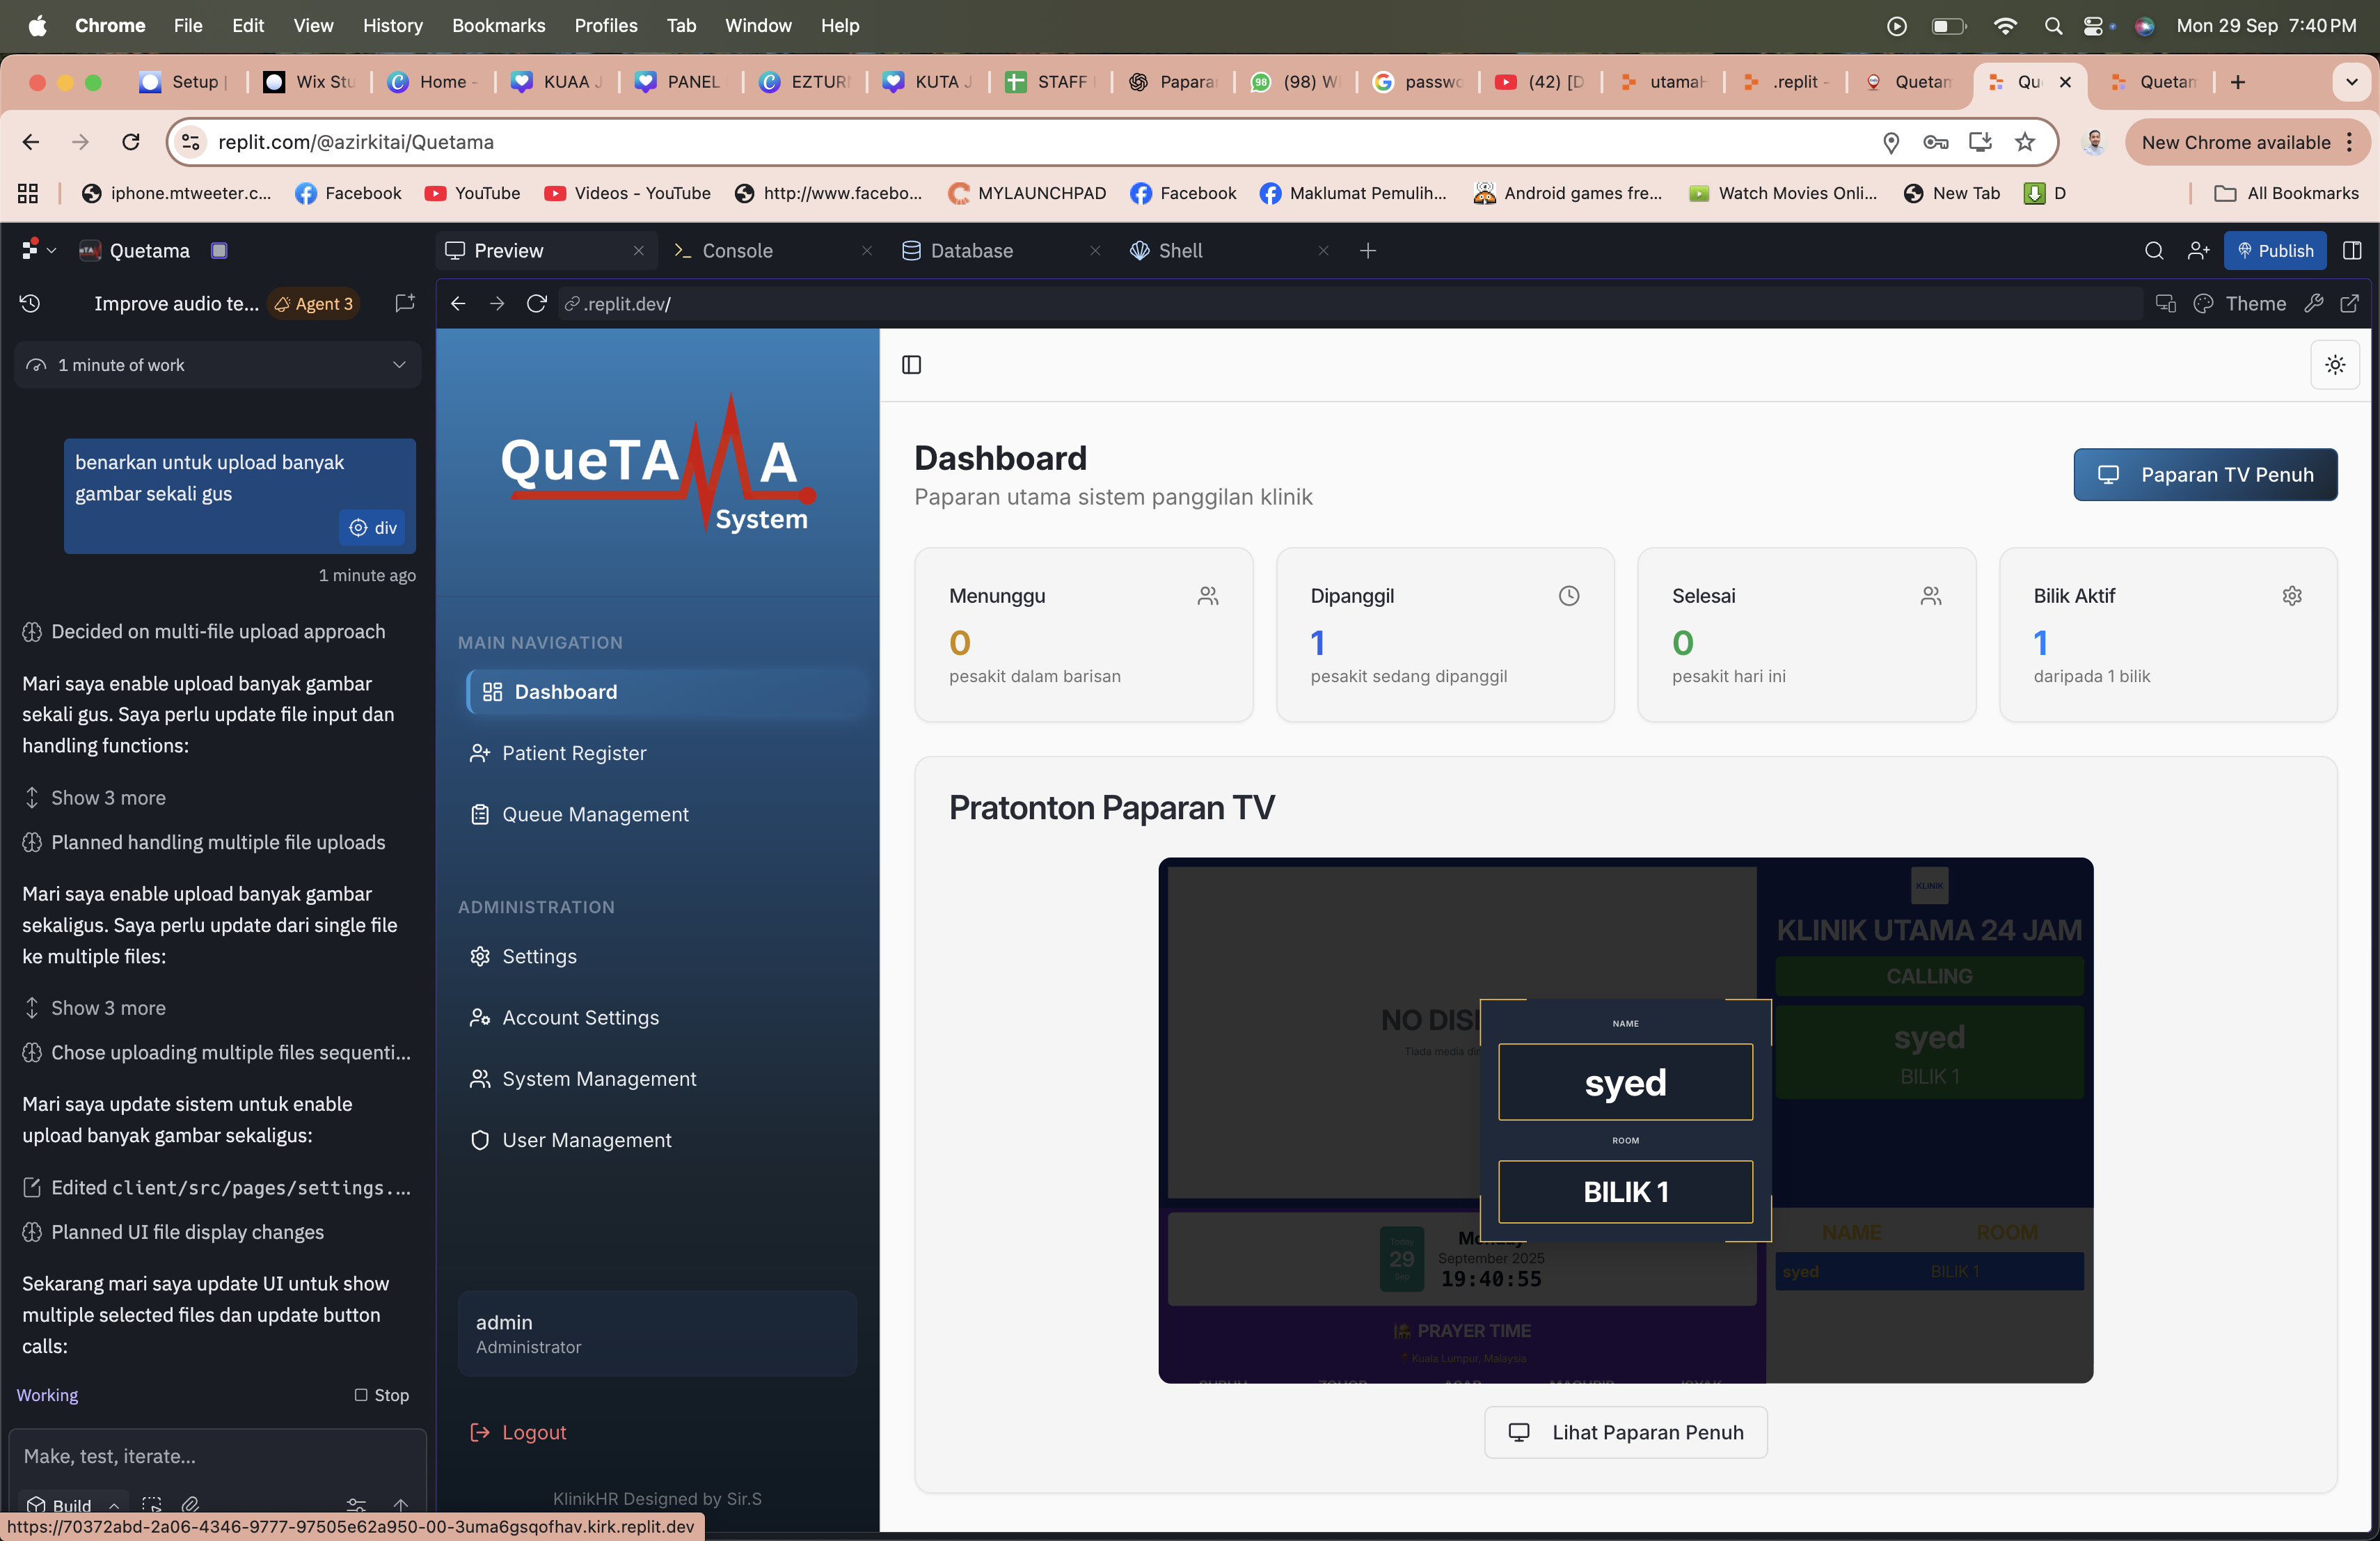 Chrome File Edit View History Bookmarks Profiles Tab Window Help
Mon 29 Sep 7:40 PM
Setup
Wix Stu
Home -
KUAA J
PANEL
EZTUR
KUTA J
STAFF
Papara
(98) W
passwo
(42) [D
utamaH
.replit -
Quetam
Qu
Quetam
replit.com/@azirkitai/Quetama
New Chrome available
iphone.mtweeter.c...
Facebook
YouTube
Videos - YouTube
http://www.facebo...
MYLAUNCHPAD
Facebook
Maklumat Pemulih...
Android games fre...
Watch Movies Onli...
New Tab
D
All Bookmarks
Quetama
Preview
Console
Database
Shell
Publish
Improve audio te...
Agent 3
.replit.dev/
Theme
1 minute of work
benarkan untuk upload banyak
gambar sekali gus
div
1 minute ago
Decided on multi-file upload approach
Mari saya enable upload banyak gambar
sekali gus. Saya perlu update file input dan
handling functions:
Show 3 more
Planned handling multiple file uploads
Mari saya enable upload banyak gambar
sekaligus. Saya perlu update dari single file
ke multiple files:
Show 3 more
Chose uploading multiple files sequenti...
Mari saya update sistem untuk enable
upload banyak gambar sekaligus:
Edited client/src/pages/settings....
Planned UI file display changes
Sekarang mari saya update UI untuk show
multiple selected files dan update button
calls:
Working
Stop
Make, test, iterate...
Build
https://70372abd-2a06-4346-9777-97505e62a950-00-3uma6gsqofhav.kirk.replit.dev
QueTAMA
System
MAIN NAVIGATION
Dashboard
Patient Register
Queue Management
ADMINISTRATION
Settings
Account Settings
System Management
User Management
admin
Administrator
Logout
KlinikHR Designed by Sir.S
Dashboard
Paparan utama sistem panggilan klinik
Paparan TV Penuh
Menunggu
0
pesakit dalam barisan
Dipanggil
1
pesakit sedang dipanggil
Selesai
0
pesakit hari ini
Bilik Aktif
1
daripada 1 bilik
Pratonton Paparan TV
NO DIS
Tiada media
KLINIK
KLINIK UTAMA 24 JAM
CALLING
syed
BILIK 1
NAME
syed
ROOM
BILIK 1
Today
29
Sep
Monday
September 2025
19:40:55
NAME ROOM
syed BILIK 1
PRAYER TIME
Kuala Lumpur, Malaysia
Lihat Paparan Penuh